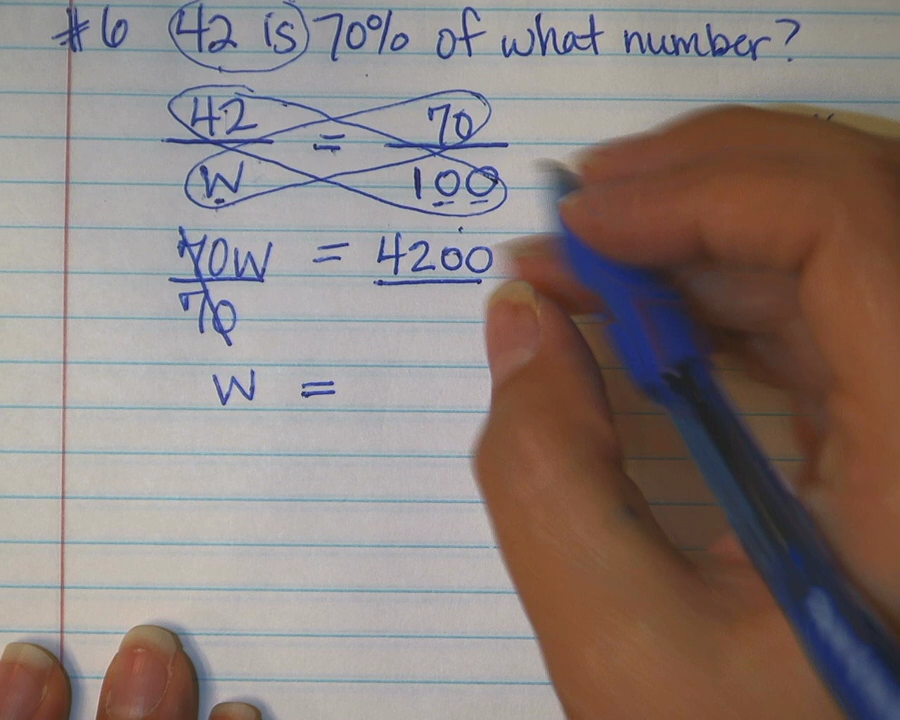 #6 42 is 70% of what number?
42 = 70
W 100
70W = 4200
70
W =